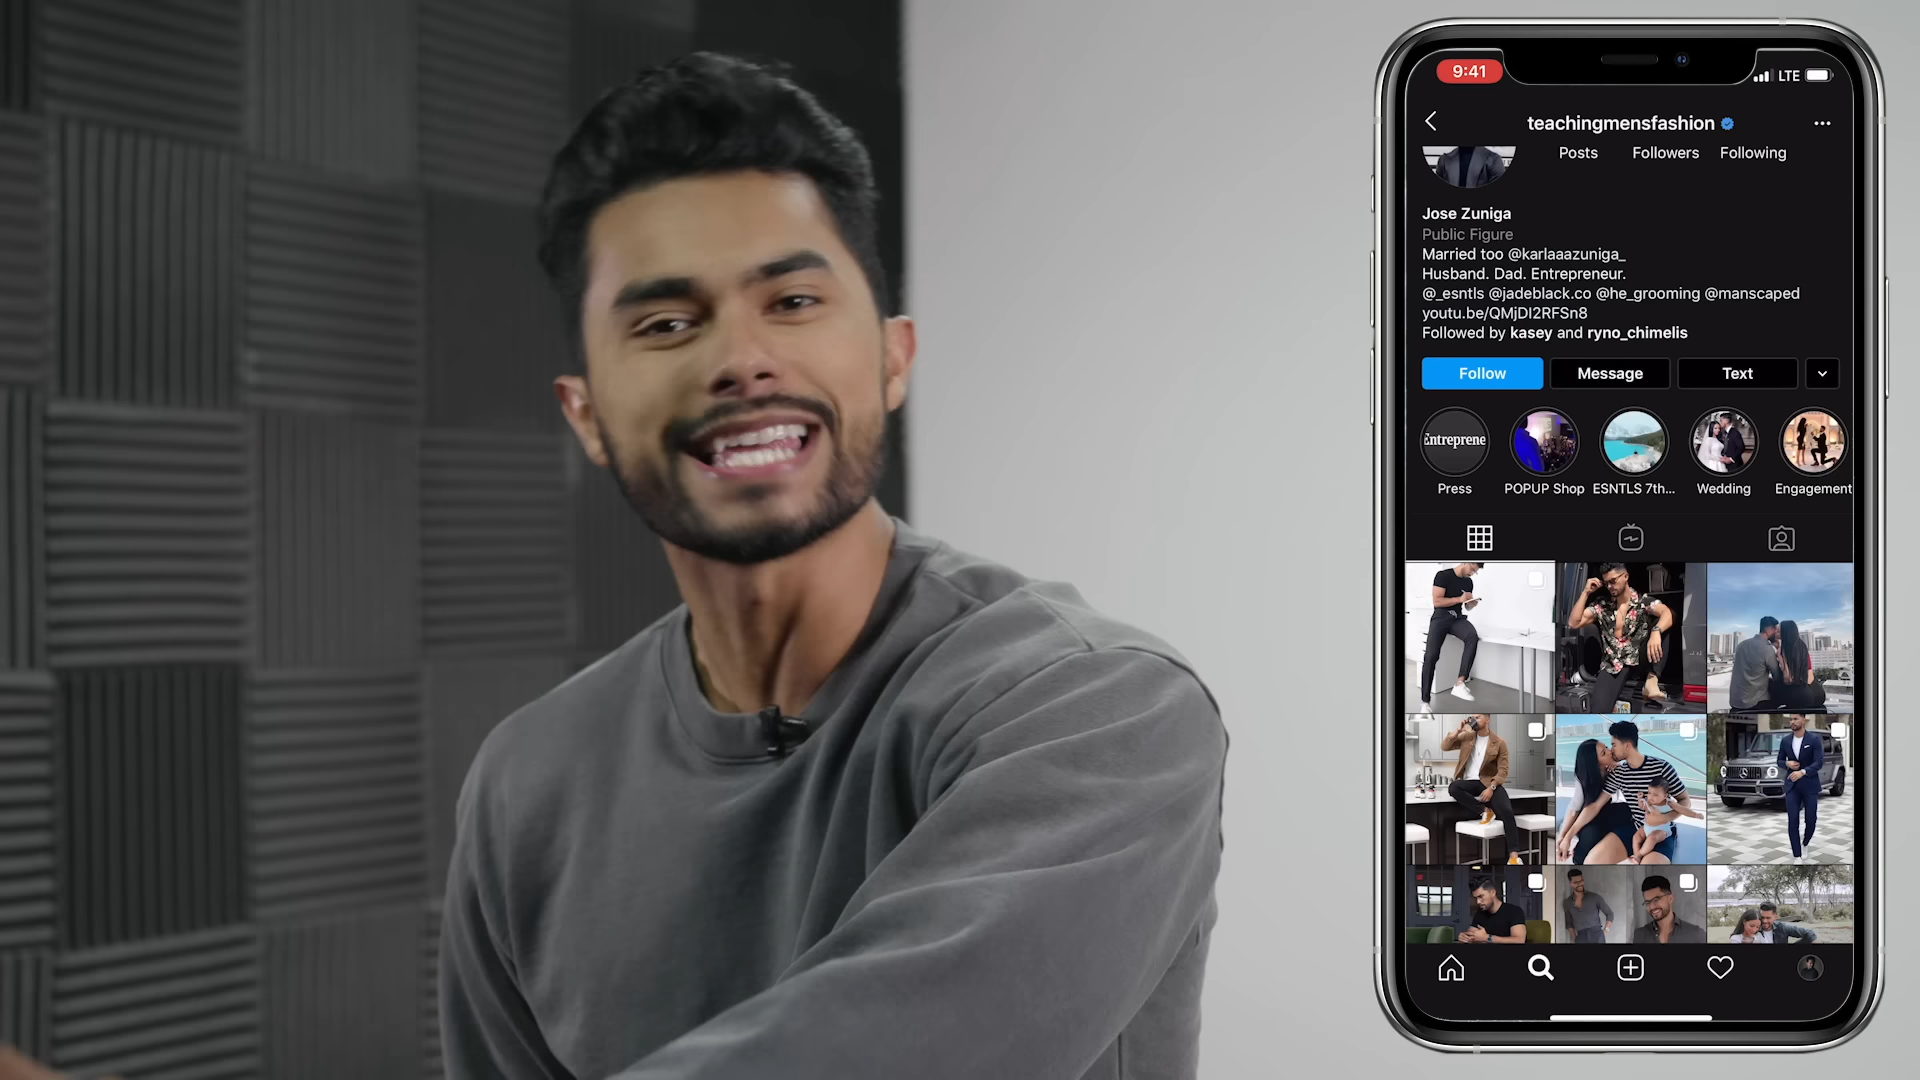 9:41
LTE
teachingmensfashion
Posts Followers Following
Jose Zuniga
Public Figure
Married too @karlaaazuniga_
Husband. Dad. Entrepreneur.
@_esntls @jadeblack.co @he_grooming @manscaped
youtu.be/QMjDI2RFSn8
Followed by kasey and ryno_chimelis
Follow Message Text
Entreprene
Press POPUP Shop ESNTLS 7th... Wedding Engagement